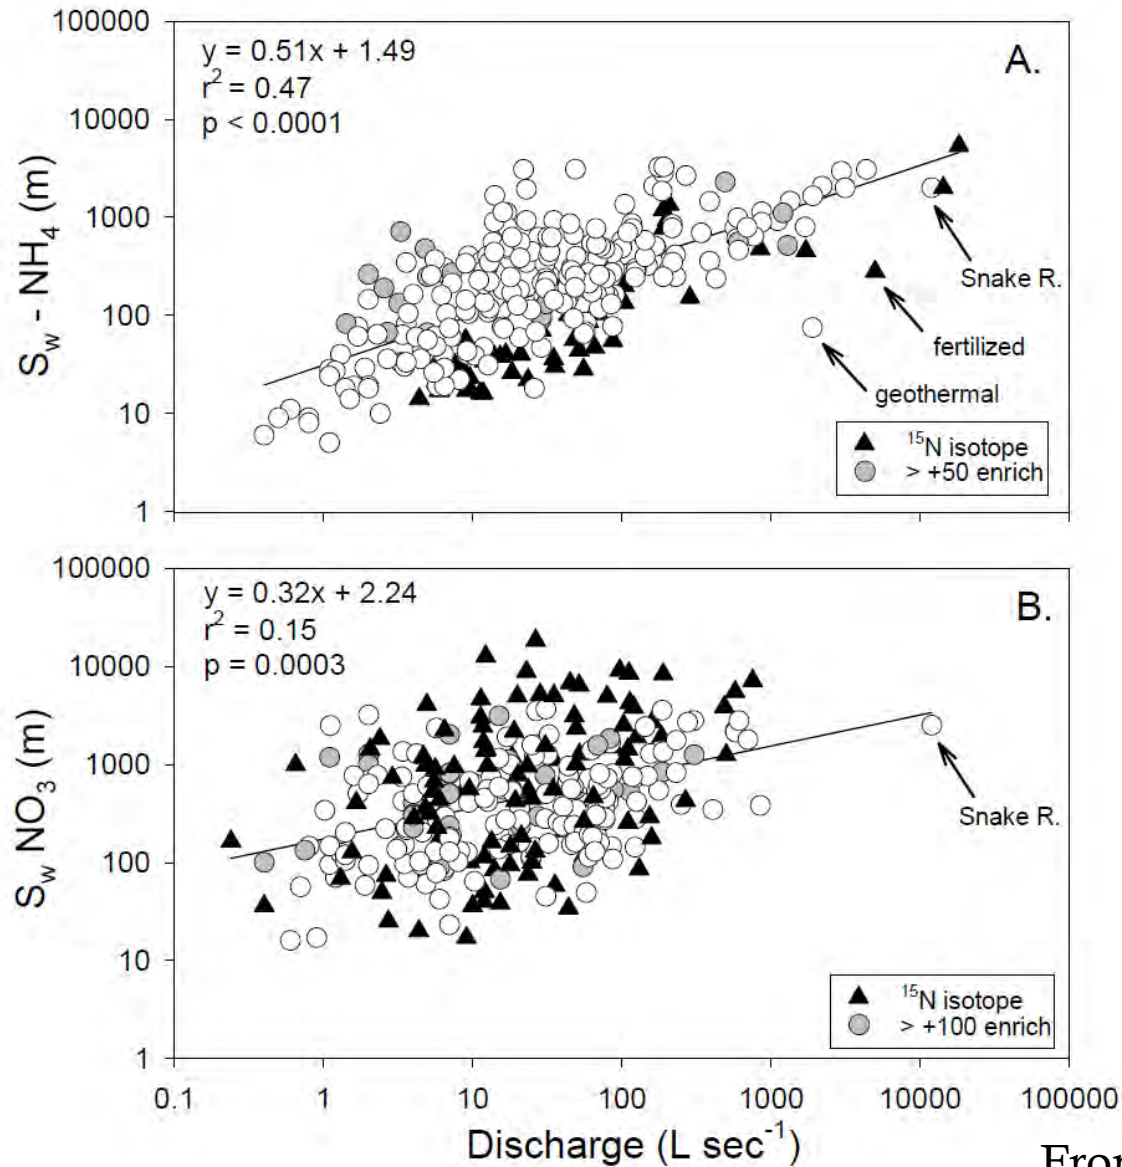 100000
10000
1000
100
10
1
S_w - NH_4 (m)
y = 0.51x + 1.49
r^2 = 0.47
p < 0.0001
A.
Snake R.
fertilized
geothermal
^15N isotope
> +50 enrich
100000
10000
1000
100
10
1
S_w NO_3 (m)
y = 0.32x + 2.24
r^2 = 0.15
p = 0.0003
B.
Snake R.
^15N isotope
> +100 enrich
0.1 1 10 100 1000 10000 100000
Discharge (L sec^-1)